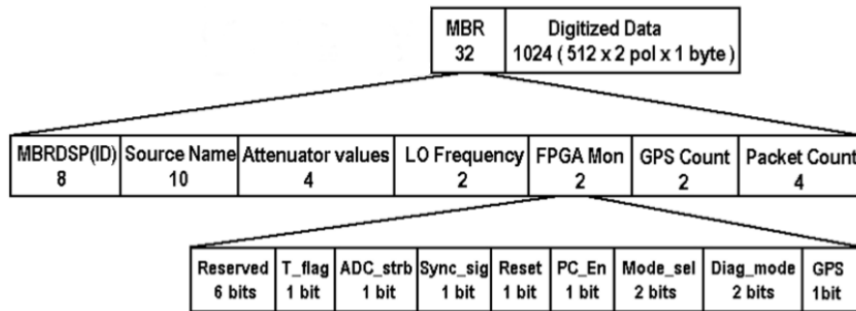 MBR
32
Digitized Data
1024 ( 512 x 2 pol x 1 byte )
MBRDSP(ID)
8
Source Name
10
Attenuator values
4
LO Frequency
2
FPGA Mon
2
GPS Count
2
Packet Count
4
Reserved
6 bits
T_flag
1 bit
ADC_strb
1 bit
Sync_sig
1 bit
Reset
1 bit
PC_En
1 bit
Mode_sel
2 bits
Diag_mode
2 bits
GPS
1bit